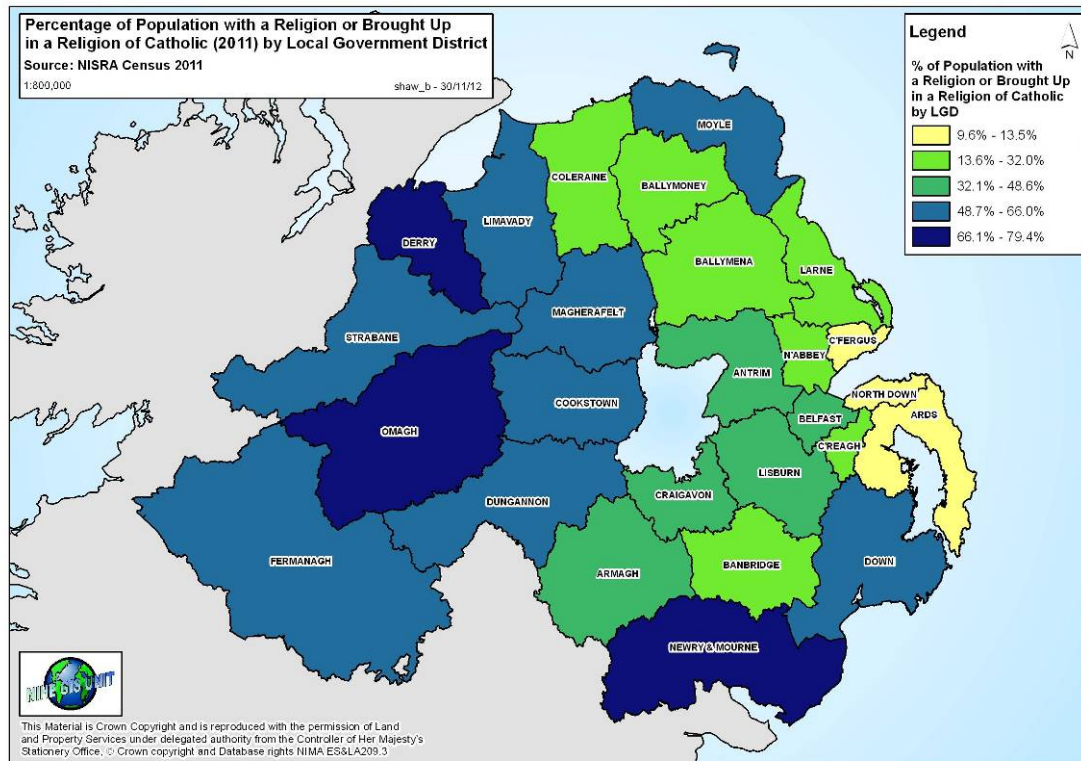 Percentage of Population with a Religion or Brought Up
in a Religion of Catholic (2011) by Local Government District
Source: NISRA Census 2011
1:800,000 shaw_b - 30/11/12
Legend
N
% of Population with
a Religion or Brought Up
in a Religion of Catholic
by LGD
9.6% - 13.5%
13.6% - 32.0%
32.1% - 48.6%
48.7% - 66.0%
66.1% - 79.4%
MOYLE
COLERAINE
BALLYMONEY
LIMAVADY
DERRY
BALLYMENA
LARNE
MAGHERAFELT
STRABANE
C'FERGUS
N'ABBEY
ANTRIM
NORTH DOWN
COOKSTOWN
ARDS
BELFAST
OMAGH
C'REAGH
LISBURN
CRAIGAVON
DUNGANNON
FERMANAGH
DOWN
BANBRIDGE
ARMAGH
NEWRY & MOURNE
This Material is Crown Copyright and is reproduced with the permission of Land
and Property Services under delegated authority from the Controller of Her Majesty's
Stationery Office, © Crown copyright and Database rights NIMA ES&LA209.3